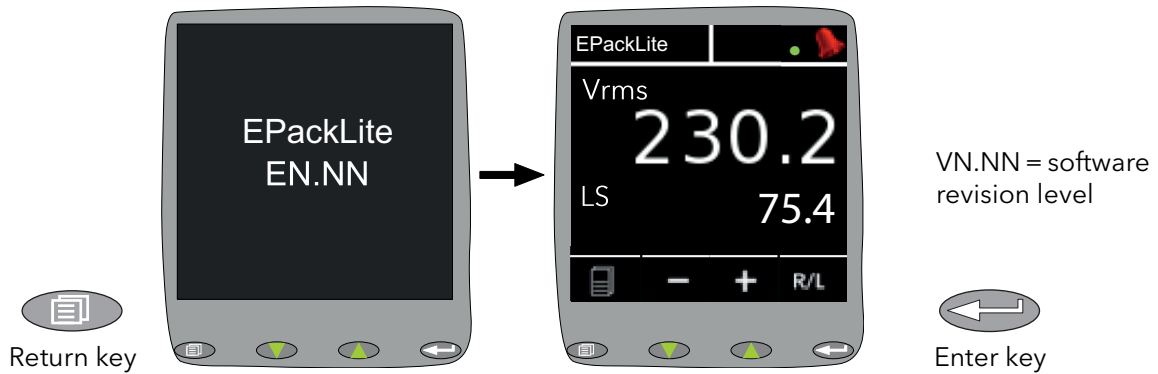 EPackLite
EN.NN
EPackLite
Vrms
230.2
LS
75.4
R/L
VN.NN = software
revision level
Return key
Enter key